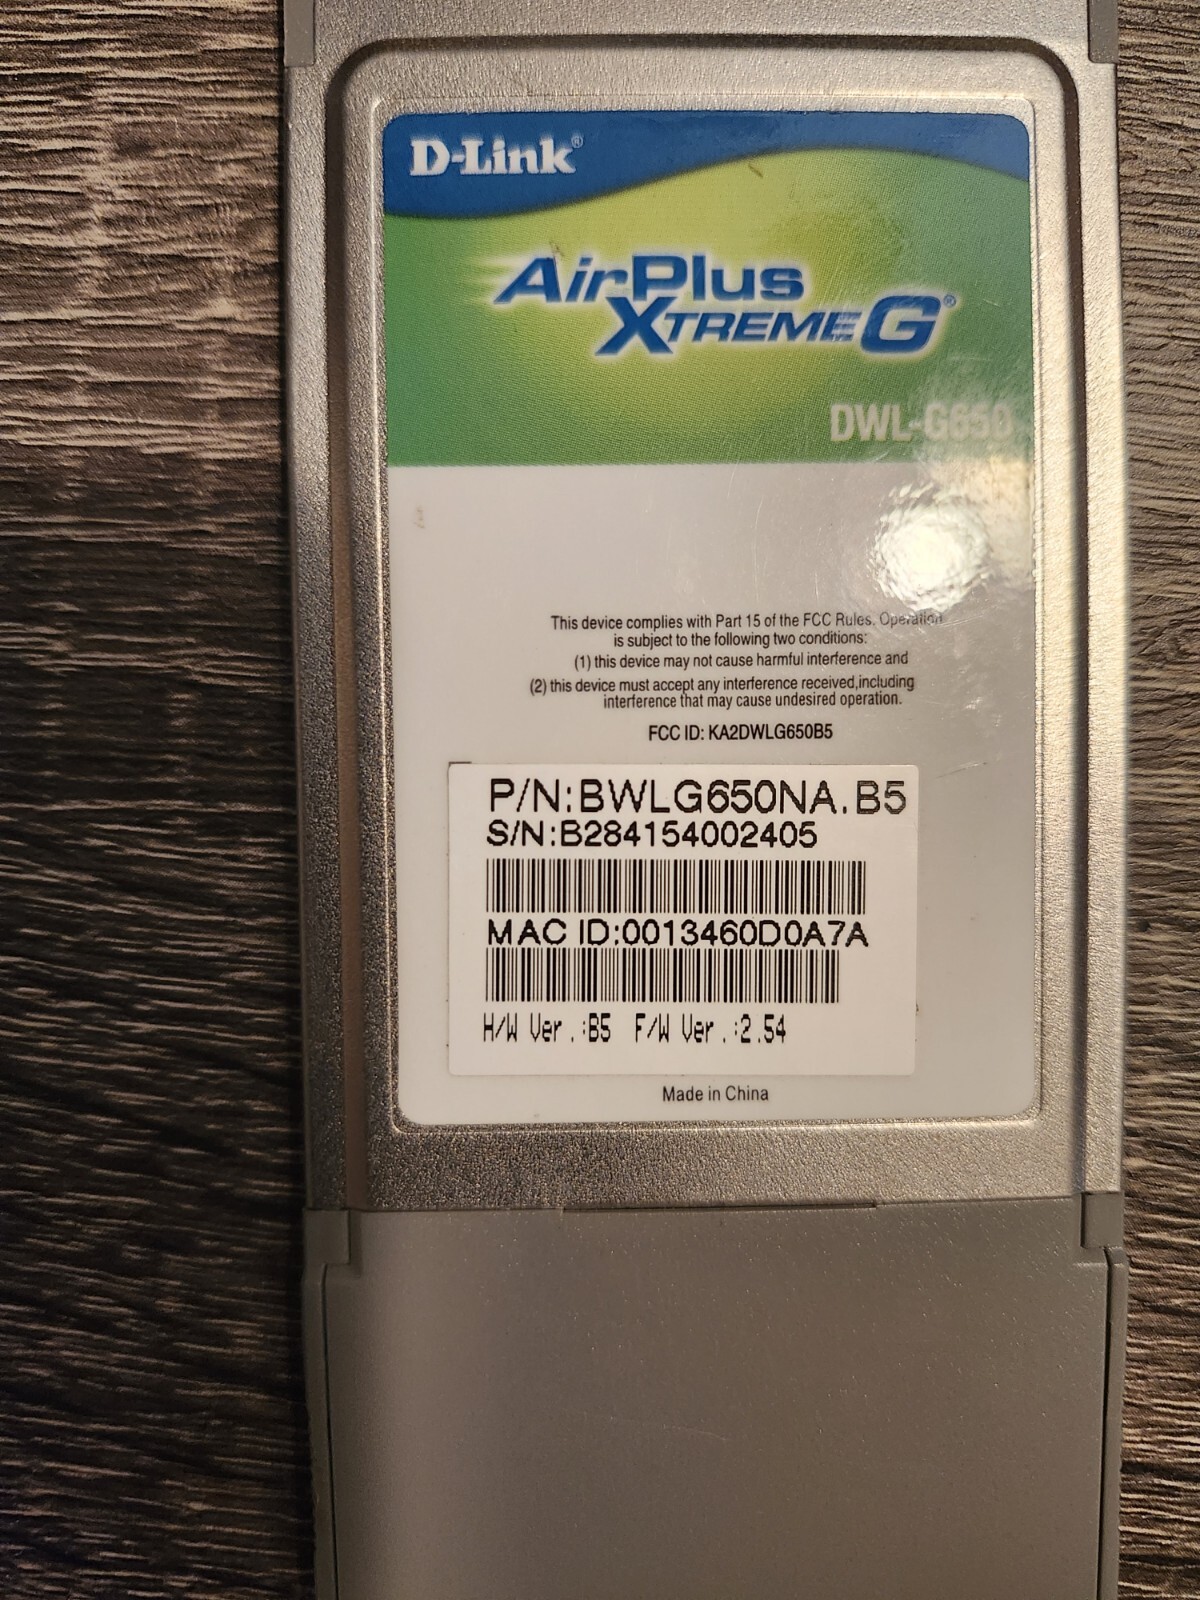 D-Link®
AirPlus
XTREME G®
DWL-G650
This device complies with Part 15 of the FCC Rules. Operation
is subject to the following two conditions:
(1) this device may not cause harmful interference and
(2) this device must accept any interference received,including
interference that may cause undesired operation.
FCC ID: KA2DWLG650B5
P/N:BWLG650NA.B5
S/N:B284154002405
MAC ID:0013460D0A7A
H/W Ver.:B5 F/W Ver.:2.54
Made in China